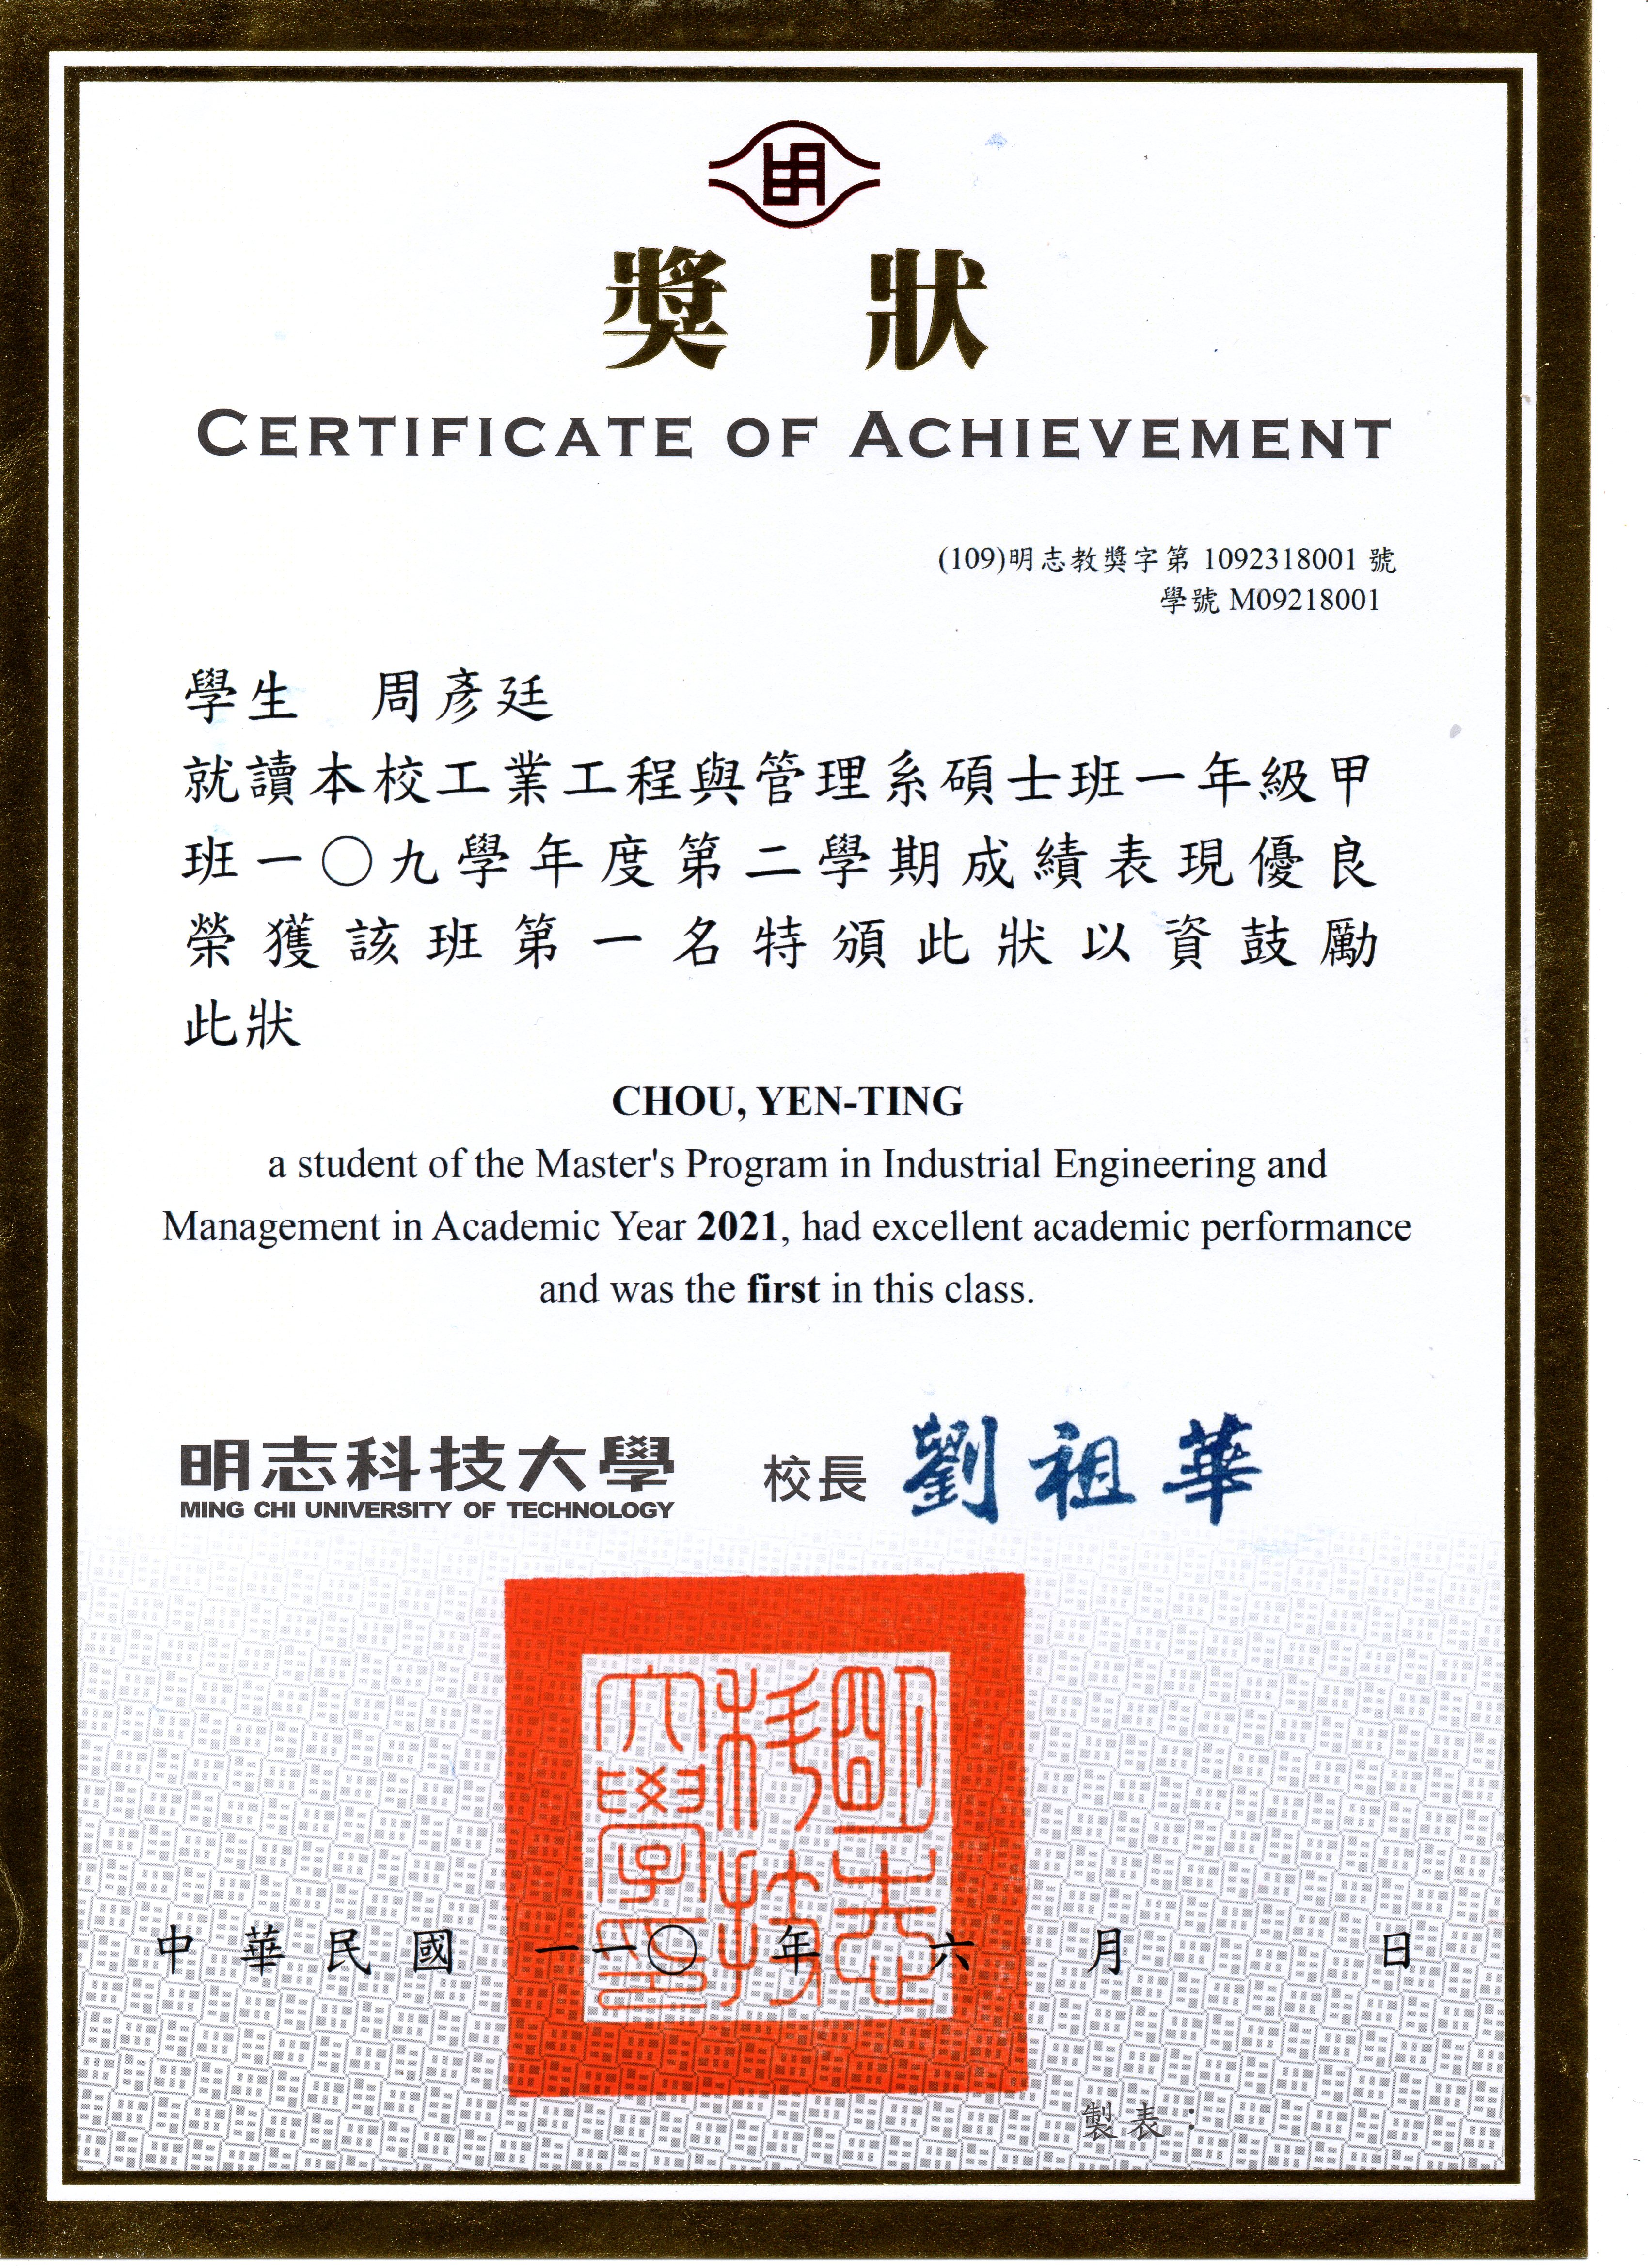 明
獎狀
CERTIFICATE OF ACHIEVEMENT
(109)明志教獎字第 1092318001 號
學號 M09218001
學生 周彥廷
就讀本校工業工程與管理系碩士班一年級甲
班一〇九學年度第二學期成績表現優良
榮獲該班第一名特頒此狀以資鼓勵
此狀
CHOU, YEN-TING
a student of the Master's Program in Industrial Engineering and
Management in Academic Year 2021, had excellent academic performance
and was the first in this class.
明志科技大學 校長 劉祖華
MING CHI UNIVERSITY OF TECHNOLOGY
明志
科技
大學印
中華民國一一〇年六月 日
製表：